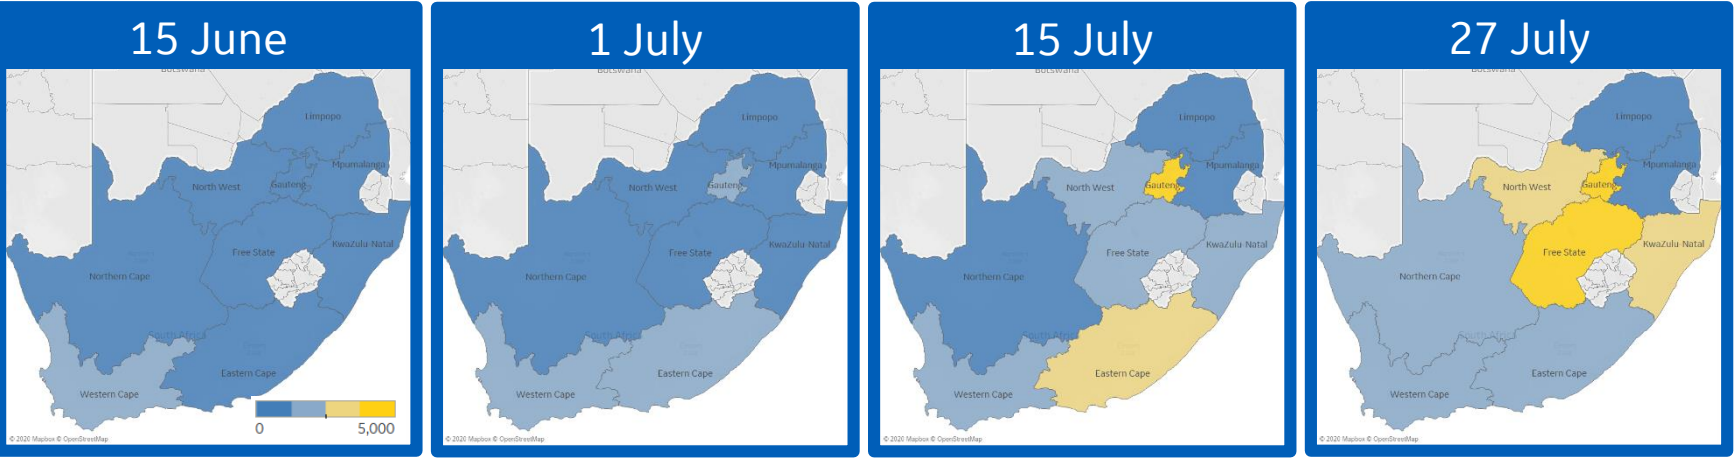 15 June
Botswana
Limpopo
Mpumalanga
North West
Gauteng
Free State
KwaZulu-Natal
Northern Cape
South Africa
Eastern Cape
Western Cape
0
5,000
© 2020 Mapbox © OpenStreetMap
1 July
Botswana
Limpopo
Mpumalanga
North West
Gauteng
Free State
KwaZulu-Natal
Northern Cape
South Africa
Eastern Cape
Western Cape
© 2020 Mapbox © OpenStreetMap
15 July
Botswana
Limpopo
Mpumalanga
North West
Gauteng
Free State
KwaZulu-Natal
Northern Cape
South Africa
Eastern Cape
Western Cape
© 2020 Mapbox © OpenStreetMap
27 July
Botswana
Limpopo
Mpumalanga
North West
Gauteng
Free State
KwaZulu-Natal
Northern Cape
South Africa
Eastern Cape
Western Cape
© 2020 Mapbox © OpenStreetMap